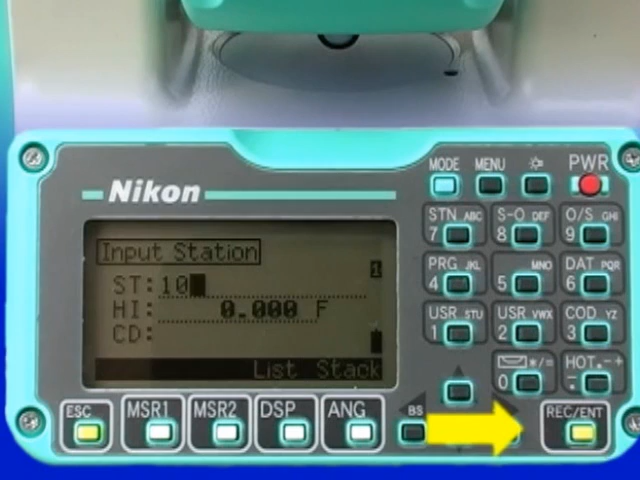 MODE MENU PWR
Nikon
STN ABC S-O DEF O/S GHI
7 8 9
Input Station
PRG JKL MNO DAT PQR
4 5 6
ST:10
1
HI: 0.000 F
USR STU USR VWX COD YZ
1 2 3
CD:
*/= HOT -+
0 .
List Stack
ESC MSR1 MSR2 DSP ANG BS REC/ENT